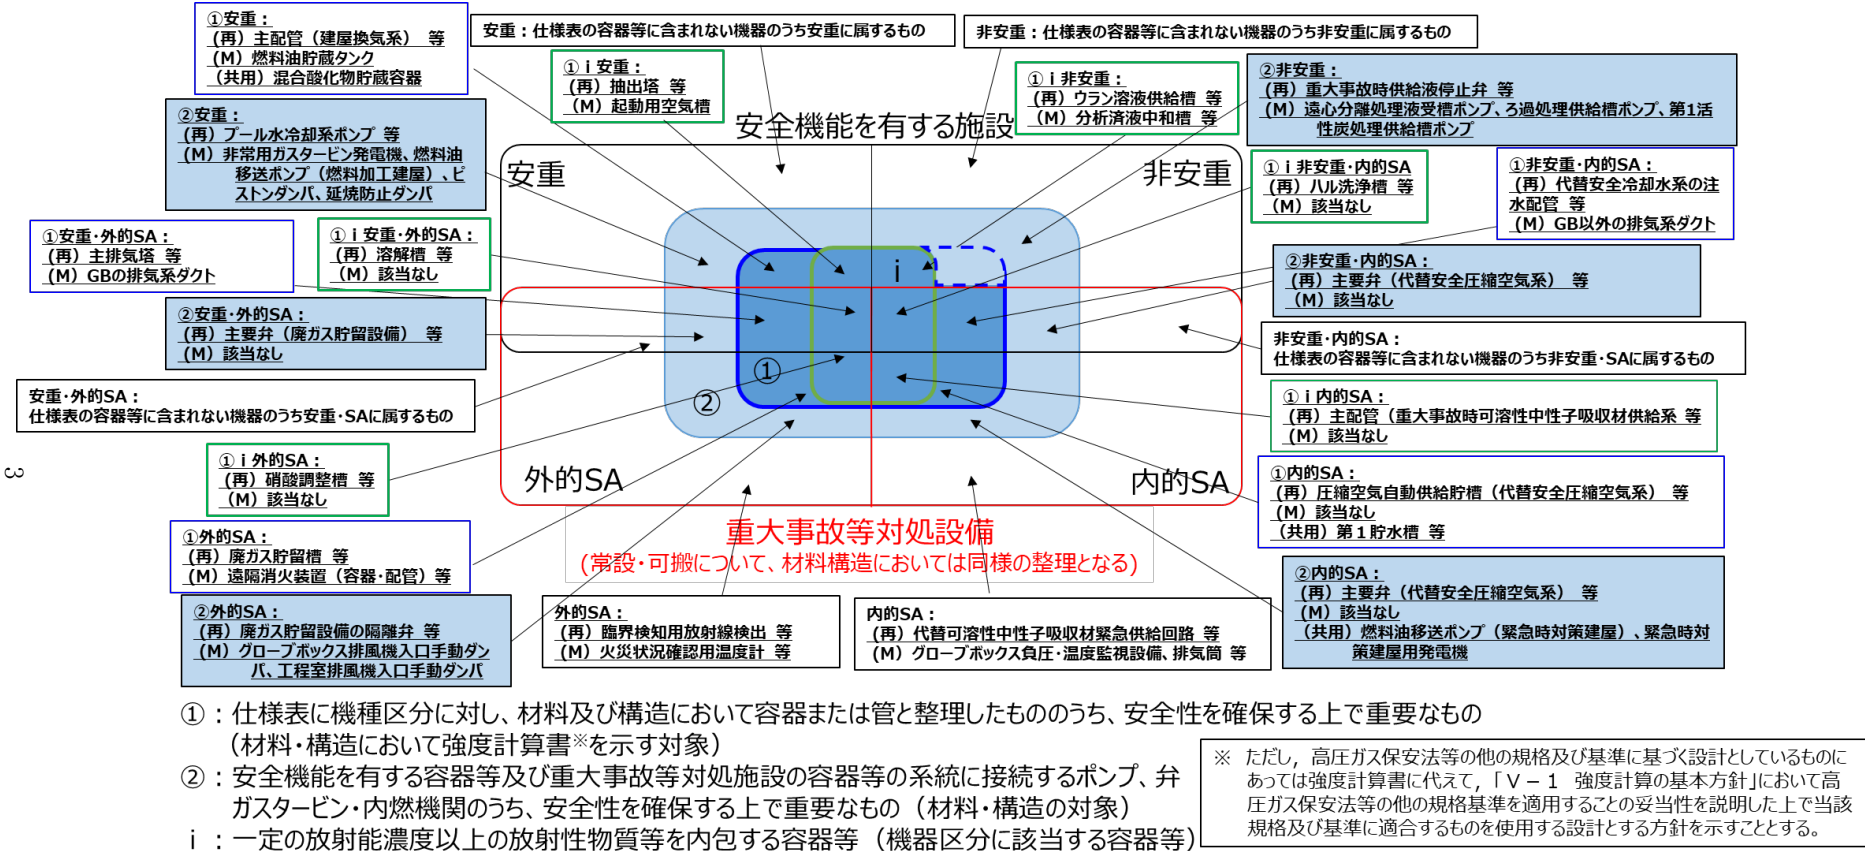 ①安重：
(再）主配管（建屋換気系） 等
(M）燃料油貯蔵タンク
（共用）混合酸化物貯蔵容器
安重：仕様表の容器等に含まれない機器のうち安重に属するもの
非安重：仕様表の容器等に含まれない機器のうち非安重に属するもの
①ⅰ安重：
(再）抽出塔 等
(M）起動用空気槽
①ⅰ非安重：
(再）ウラン溶液供給槽 等
(M）分析済液中和槽 等
②非安重：
(再）重大事故時供給液停止弁 等
(M）遠心分離処理液受槽ポンプ、ろ過処理供給槽ポンプ、第1活
性炭処理供給槽ポンプ
②安重：
(再）プール水冷却系ポンプ 等
(M）非常用ガスタービン発電機、燃料油
移送ポンプ（燃料加工建屋）、ピ
ストンダンパ、延焼防止ダンパ
安全機能を有する施設
安重
非安重
①ⅰ非安重・内的SA
(再）ハル洗浄槽 等
(M）該当なし
①非安重・内的SA：
(再）代替安全冷却水系の注
水配管 等
(M）GB以外の排気系ダクト
①安重・外的SA：
(再）主排気塔 等
(M）GBの排気系ダクト
①ⅰ安重・外的SA：
(再）溶解槽 等
(M）該当なし
②非安重・内的SA：
(再）主要弁（代替安全圧縮空気系） 等
(M）該当なし
②安重・外的SA：
(再）主要弁（廃ガス貯留設備） 等
(M）該当なし
非安重・内的SA：
仕様表の容器等に含まれない機器のうち非安重・SAに属するもの
安重・外的SA：
仕様表の容器等に含まれない機器のうち安重・SAに属するもの
ⅰ
①
②
①ⅰ内的SA：
(再）主配管（重大事故時可溶性中性子吸収材供給系 等
(M）該当なし
①ⅰ外的SA：
(再）硝酸調整槽 等
(M）該当なし
外的SA
内的SA
①内的SA：
(再）圧縮空気自動供給貯槽（代替安全圧縮空気系） 等
(M）該当なし
（共用）第１貯水槽 等
①外的SA：
(再）廃ガス貯留槽 等
(M）遠隔消火装置（容器・配管）等
重大事故等対処設備
(常設・可搬について、材料構造においては同様の整理となる)
②内的SA：
(再）主要弁（代替安全圧縮空気系） 等
(M）該当なし
（共用）燃料油移送ポンプ（緊急時対策建屋）、緊急時対
策建屋用発電機
②外的SA：
(再）廃ガス貯留設備の隔離弁 等
(M）グローブボックス排風機入口手動ダン
パ、工程室排風機入口手動ダンパ
外的SA：
(再）臨界検知用放射線検出 等
(M）火災状況確認用温度計 等
内的SA：
(再）代替可溶性中性子吸収材緊急供給回路 等
(M）グローブボックス負圧・温度監視設備、排気筒 等
①：仕様表に機種区分に対し、材料及び構造において容器または管と整理したもののうち、安全性を確保する上で重要なもの
（材料・構造において強度計算書※を示す対象）
②：安全機能を有する容器等及び重大事故等対処施設の容器等の系統に接続するポンプ、弁
ガスタービン・内燃機関のうち、安全性を確保する上で重要なもの（材料・構造の対象）
ⅰ：一定の放射能濃度以上の放射性物質等を内包する容器等（機器区分に該当する容器等）
※ ただし，高圧ガス保安法等の他の規格及び基準に基づく設計としているものに
あっては強度計算書に代えて，「Ⅴ－１ 強度計算の基本方針」において高
圧ガス保安法等の他の規格基準を適用することの妥当性を説明した上で当該
規格及び基準に適合するものを使用する設計とする方針を示すこととする。
3